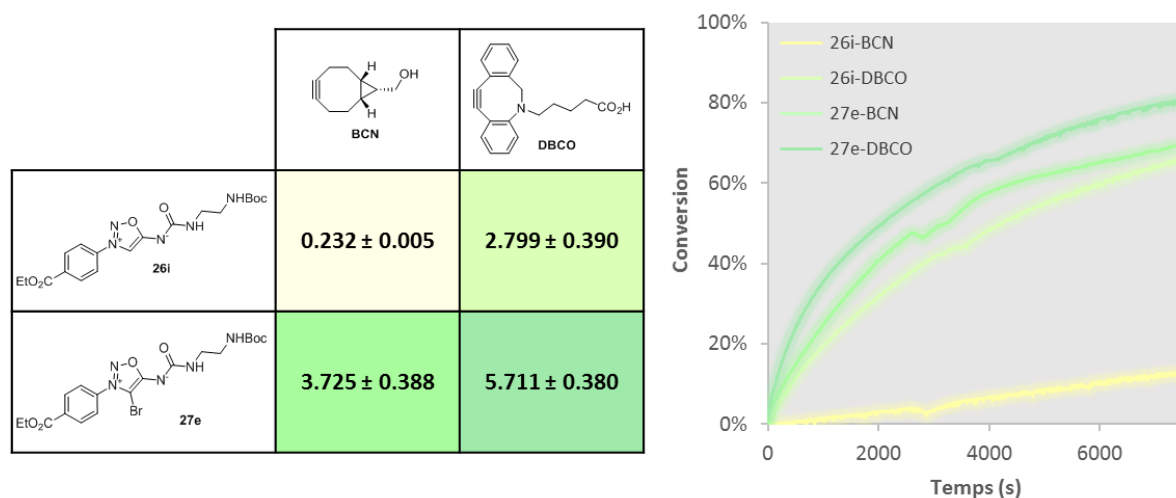 H
OH
H
BCN
N
CO₂H
DBCO
O
N
N⁺
N⁻
O
NH
NHBoc
EtO₂C
26i
0.232 ± 0.005
2.799 ± 0.390
O
N
N⁺
N⁻
O
NH
NHBoc
Br
EtO₂C
27e
3.725 ± 0.388
5.711 ± 0.380
100%
80%
60%
40%
20%
0%
Conversion
26i-BCN
26i-DBCO
27e-BCN
27e-DBCO
0
2000
4000
6000
Temps (s)